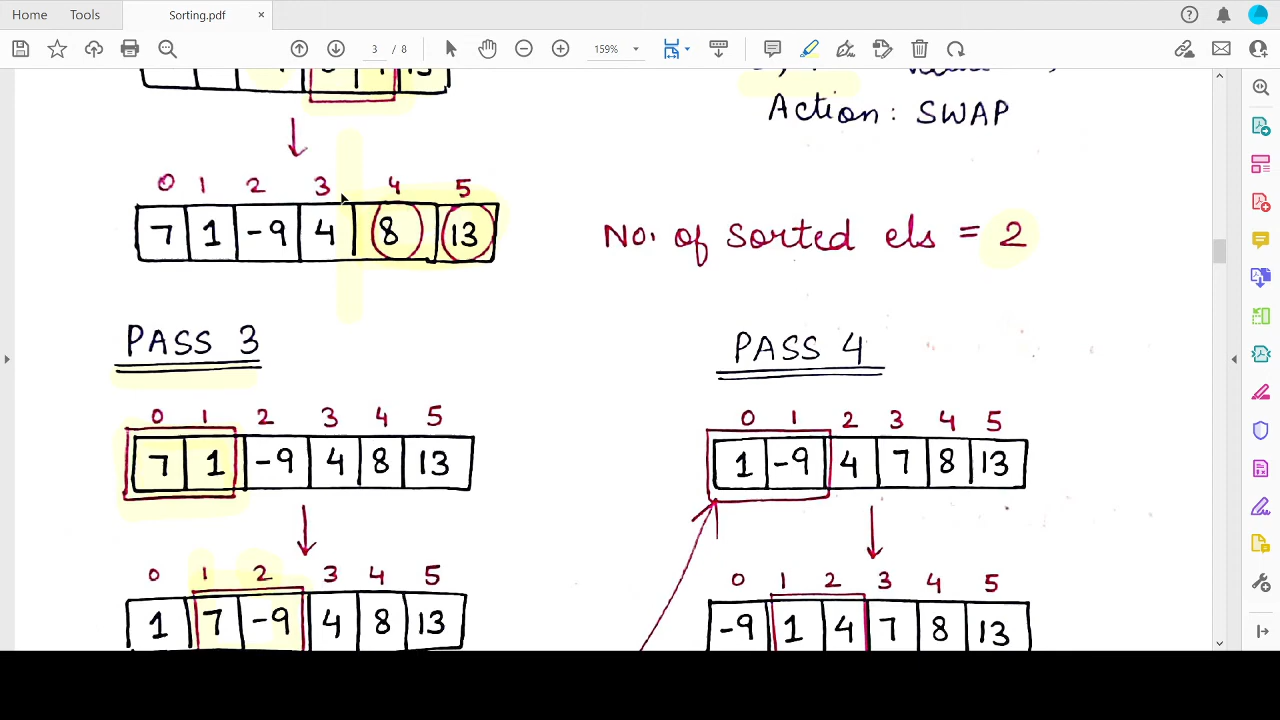 Home Tools Sorting.pdf ×
3 / 8 159%
13
Action: SWAP
0 1 2 3 4 5
7 1 -9 4 8 13
No. of Sorted els = 2
PASS 3
0 1 2 3 4 5
7 1 -9 4 8 13
0 1 2 3 4 5
1 7 -9 4 8 13
PASS 4
0 1 2 3 4 5
1 -9 4 7 8 13
0 1 2 3 4 5
-9 1 4 7 8 13